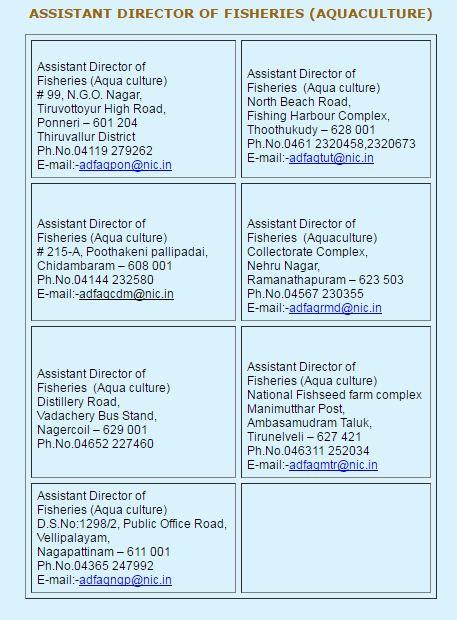 ASSISTANT DIRECTOR OF FISHERIES (AQUACULTURE)
Assistant Director of
Fisheries (Aqua culture)
# 99, N.G.O. Nagar,
Tiruvottoyur High Road,
Ponneri – 601 204
Thiruvallur District
Ph.No.04119 279262
E-mail:-adfaqpon@nic.in
Assistant Director of
Fisheries  (Aqua culture)
North Beach Road,
Fishing Harbour Complex,
Thoothukudy – 628 001
Ph.No.0461 2320458,2320673
E-mail:-adfaqtut@nic.in
Assistant Director of
Fisheries (Aqua culture)
# 215-A, Poothakeni pallipadai,
Chidambaram – 608 001
Ph.No.04144 232580
E-mail:-adfaqcdm@nic.in
Assistant Director of
Fisheries  (Aquaculture)
Collectorate Complex,
Nehru Nagar,
Ramanathapuram – 623 503
Ph.No.04567 230355
E-mail:-adfaqrmd@nic.in
Assistant Director of
Fisheries  (Aqua culture)
Distillery Road,
Vadachery Bus Stand,
Nagercoil – 629 001
Ph.No.04652 227460
Assistant Director of
Fisheries (Aqua culture)
National Fishseed farm complex
Manimutthar Post,
Ambasamudram Taluk,
Tirunelveli – 627 421
Ph.No.046311 252034
E-mail:-adfaqmtr@nic.in
Assistant Director of
Fisheries (Aqua culture)
D.S.No:1298/2, Public Office Road,
Vellipalayam,
Nagapattinam – 611 001
Ph.No.04365 247992
E-mail:-adfaqngp@nic.in